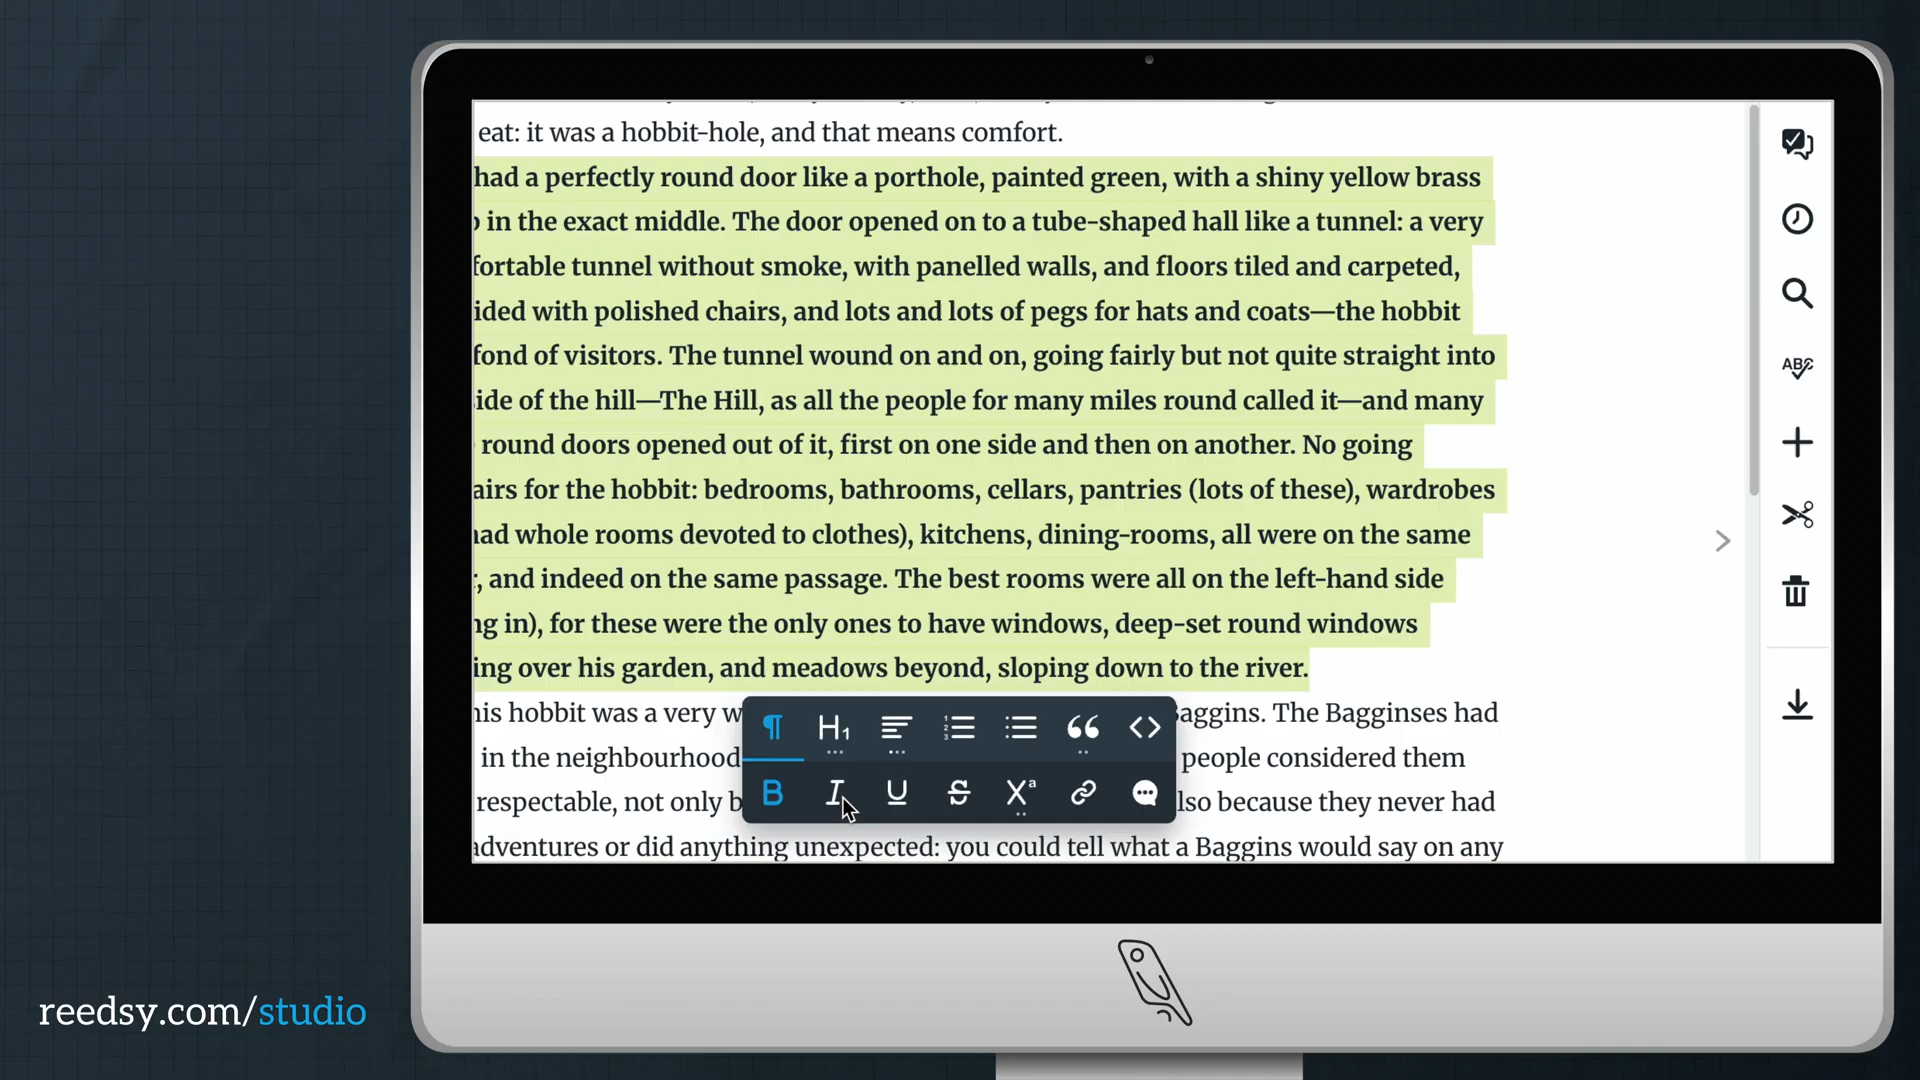 eat: it was a hobbit-hole, and that means comfort.
had a perfectly round door like a porthole, painted green, with a shiny yellow brass
in the exact middle. The door opened on to a tube-shaped hall like a tunnel: a very
fortable tunnel without smoke, with panelled walls, and floors tiled and carpeted,
ided with polished chairs, and lots and lots of pegs for hats and coats—the hobbit
fond of visitors. The tunnel wound on and on, going fairly but not quite straight into
ide of the hill—The Hill, as all the people for many miles round called it—and many
round doors opened out of it, first on one side and then on another. No going
airs for the hobbit: bedrooms, bathrooms, cellars, pantries (lots of these), wardrobes
had whole rooms devoted to clothes), kitchens, dining-rooms, all were on the same
, and indeed on the same passage. The best rooms were all on the left-hand side
ng in), for these were the only ones to have windows, deep-set round windows
ing over his garden, and meadows beyond, sloping down to the river.
his hobbit was a very w Baggins. The Bagginses had
in the neighbourhood people considered them
respectable, not only b lso because they never had
adventures or did anything unexpected: you could tell what a Baggins would say on any
H1
B I U S Xa
ABC
reedsy.com/studio